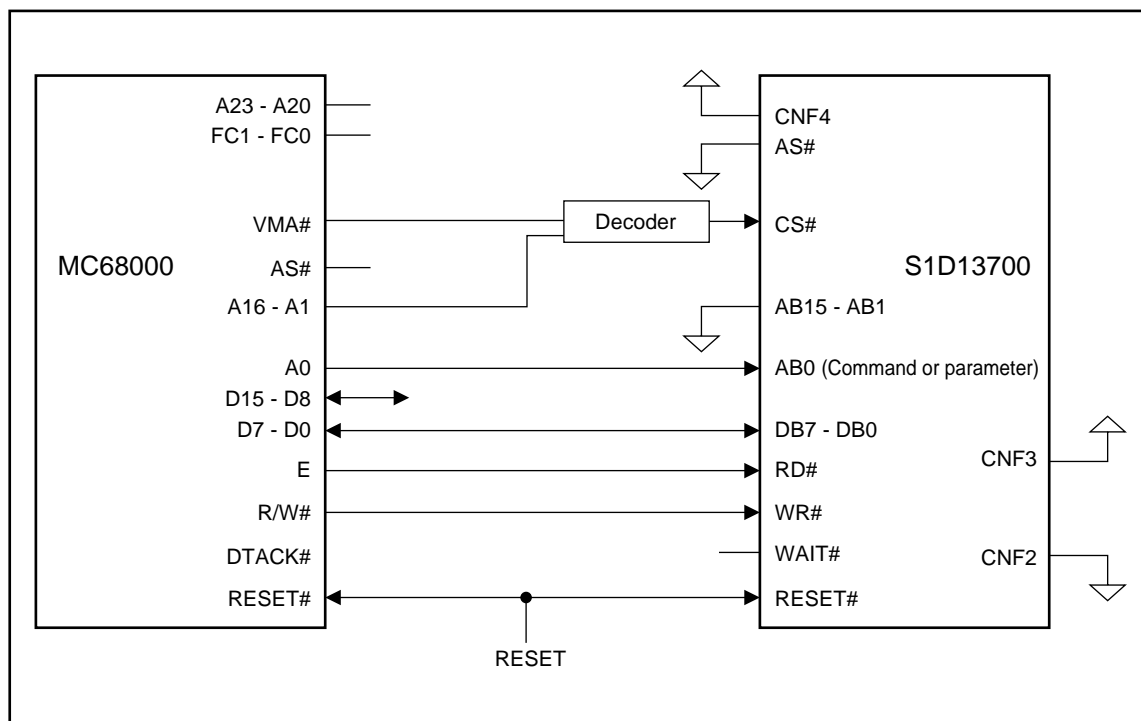 MC68000
A23 - A20
FC1 - FC0
VMA#
AS#
A16 - A1
A0
D15 - D8
D7 - D0
E
R/W#
DTACK#
RESET#
Decoder
RESET
S1D13700
CNF4
AS#
CS#
AB15 - AB1
AB0 (Command or parameter)
DB7 - DB0
RD#
WR#
WAIT#
RESET#
CNF3
CNF2